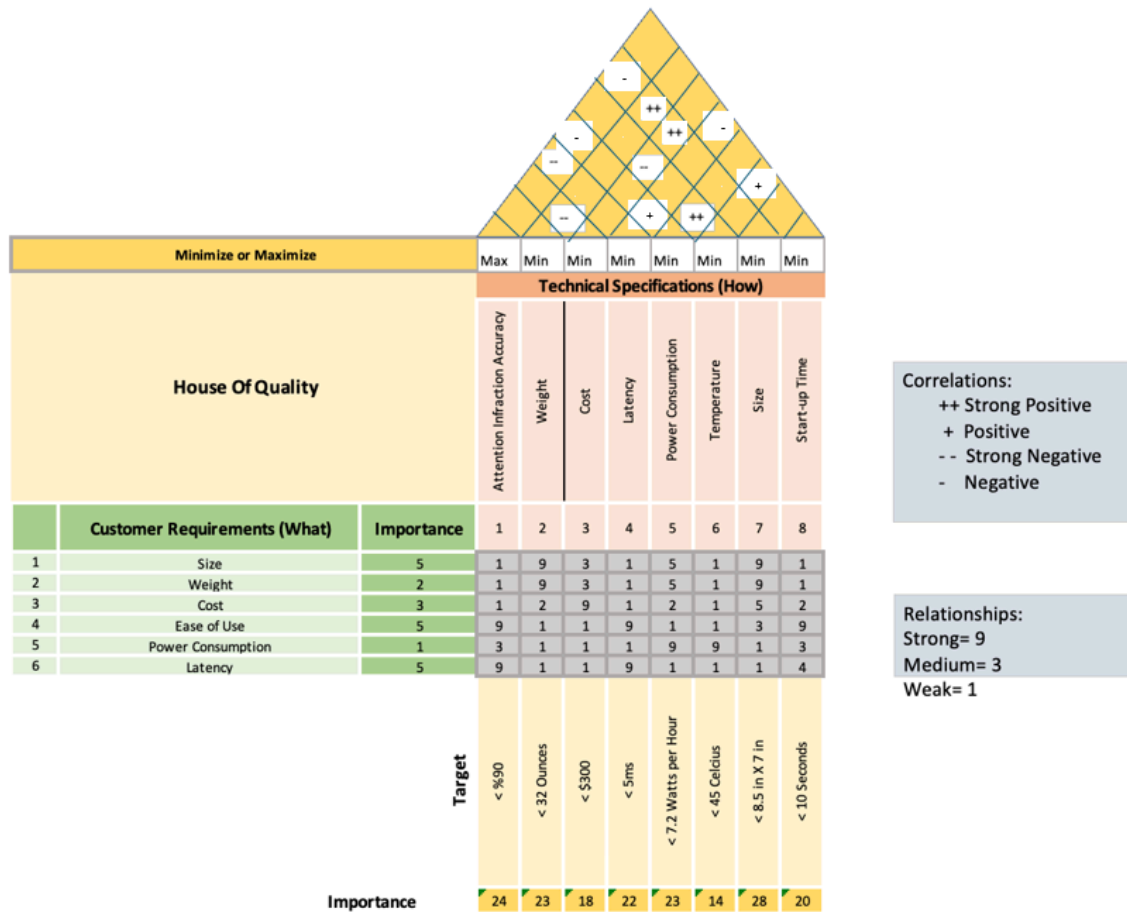 -
++
-
++
-
--
--
+
--
+
++
Minimize or Maximize
Max Min Min Min Min Min Min Min
Technical Specifications (How)
House Of Quality
Attention Infraction Accuracy
Weight
Cost
Latency
Power Consumption
Temperature
Size
Start-up Time
Correlations:
++ Strong Positive
+ Positive
- - Strong Negative
- Negative
Customer Requirements (What) Importance 1 2 3 4 5 6 7 8
1 Size 5 1 9 3 1 5 1 9 1
2 Weight 2 1 9 3 1 5 1 9 1
3 Cost 3 1 2 9 1 2 1 5 2
4 Ease of Use 5 9 1 1 9 1 1 3 9
5 Power Consumption 1 3 1 1 1 9 9 1 3
6 Latency 5 9 1 1 9 1 1 1 4
Relationships:
Strong= 9
Medium= 3
Weak= 1
Target
< %90
< 32 Ounces
< $300
< 5ms
< 7.2 Watts per Hour
< 45 Celcius
< 8.5 in X 7 in
< 10 Seconds
Importance 24 23 18 22 23 14 28 20